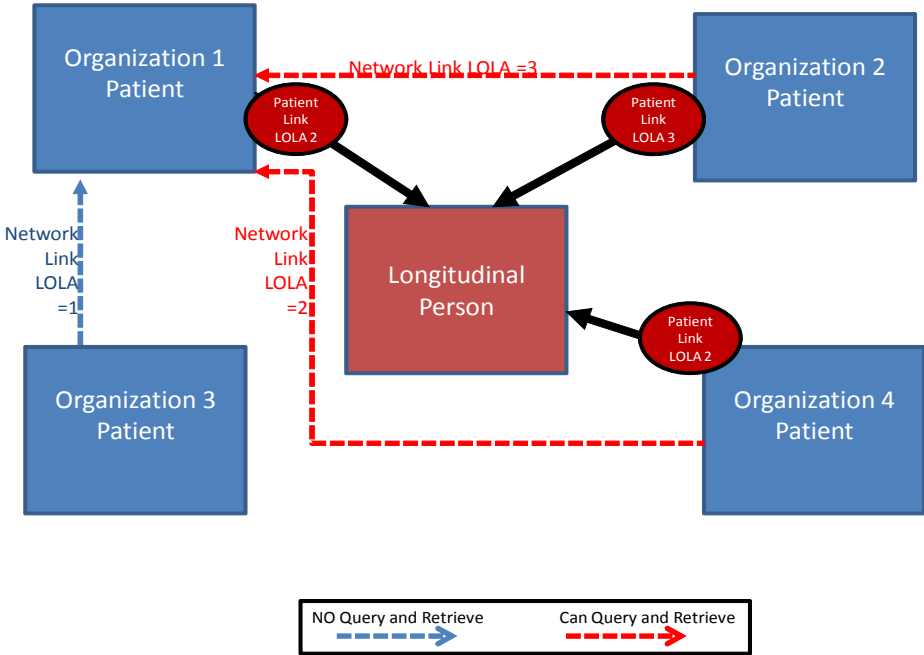 Organization 1
Patient
Network Link LOLA =3
Organization 2
Patient
Patient
Link
LOLA 2
Patient
Link
LOLA 3
Network
Link
LOLA
=1
Network
Link
LOLA
=2
Longitudinal
Person
Patient
Link
LOLA 2
Organization 3
Patient
Organization 4
Patient
NO Query and Retrieve
Can Query and Retrieve